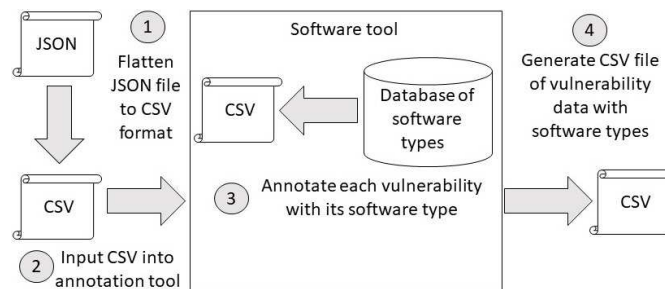 JSON
1
Flatten
JSON file
to CSV
format
CSV
2
Input CSV into
annotation tool
Software tool
CSV
Database of
software
types
3
Annotate each vulnerability
with its software type
4
Generate CSV file
of vulnerability
data with
software types
CSV